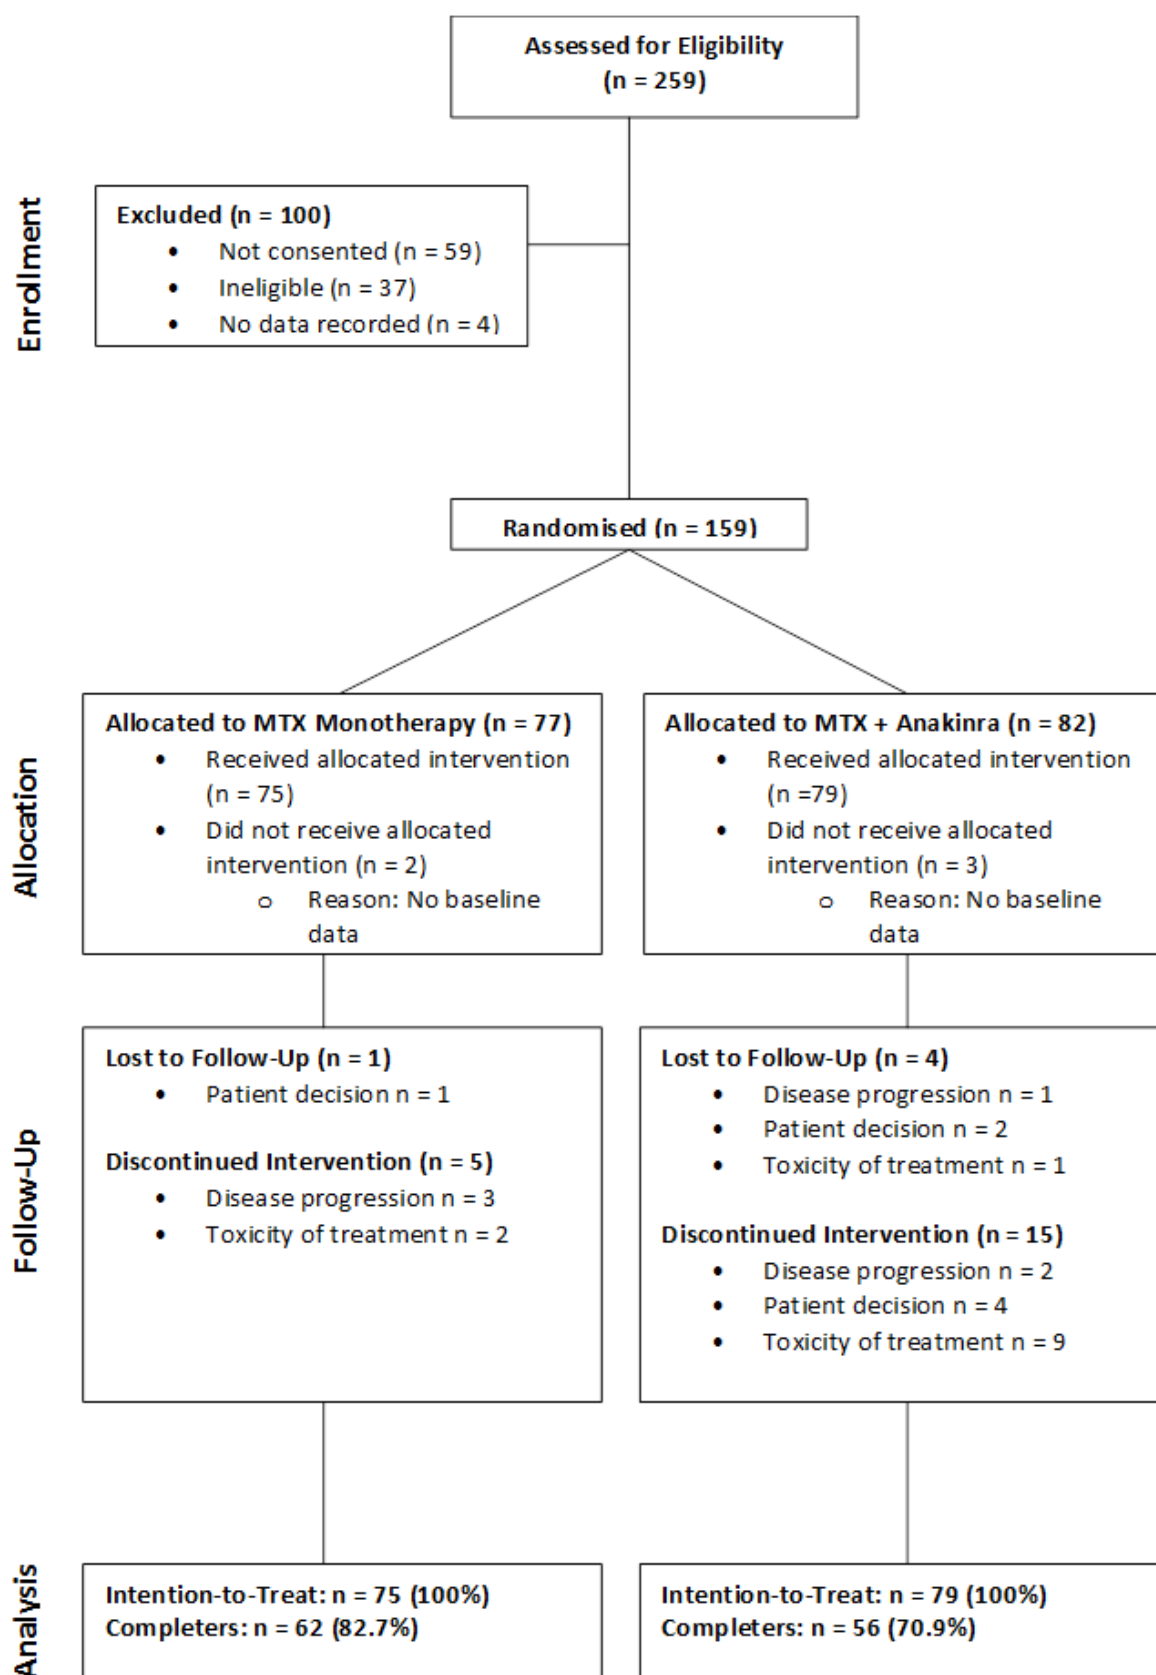 Assessed for Eligibility
(n = 259)
Enrollment
Excluded (n = 100)
• Not consented (n = 59)
• Ineligible (n = 37)
• No data recorded (n = 4)
Randomised (n = 159)
Allocation
Allocated to MTX Monotherapy (n = 77)
• Received allocated intervention
(n = 75)
• Did not receive allocated
intervention (n = 2)
o Reason: No baseline
data
Allocated to MTX + Anakinra (n = 82)
• Received allocated intervention
(n =79)
• Did not receive allocated
intervention (n = 3)
o Reason: No baseline
data
Follow-Up
Lost to Follow-Up (n = 1)
• Patient decision n = 1
Discontinued Intervention (n = 5)
• Disease progression n = 3
• Toxicity of treatment n = 2
Lost to Follow-Up (n = 4)
• Disease progression n = 1
• Patient decision n = 2
• Toxicity of treatment n = 1
Discontinued Intervention (n = 15)
• Disease progression n = 2
• Patient decision n = 4
• Toxicity of treatment n = 9
Analysis
Intention-to-Treat: n = 75 (100%)
Completers: n = 62 (82.7%)
Intention-to-Treat: n = 79 (100%)
Completers: n = 56 (70.9%)